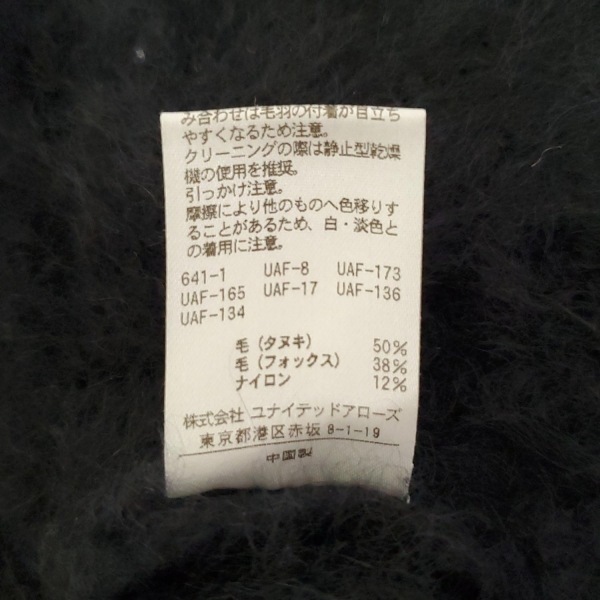 み合わせは毛羽の付着が目立ち
やすくなるため注意。
クリーニングの際は静止型乾燥
機の使用を推奨。
引っかけ注意。
摩擦により他のものへ色移りす
ることがあるため、白・淡色と
の着用に注意。
641-1 UAF-8 UAF-173
UAF-165 UAF-17 UAF-136
UAF-134
毛（タヌキ） 50%
毛（フォックス） 38%
ナイロン 12%
株式会社 ユナイテッドアローズ
東京都港区赤坂 8-1-19
中国製